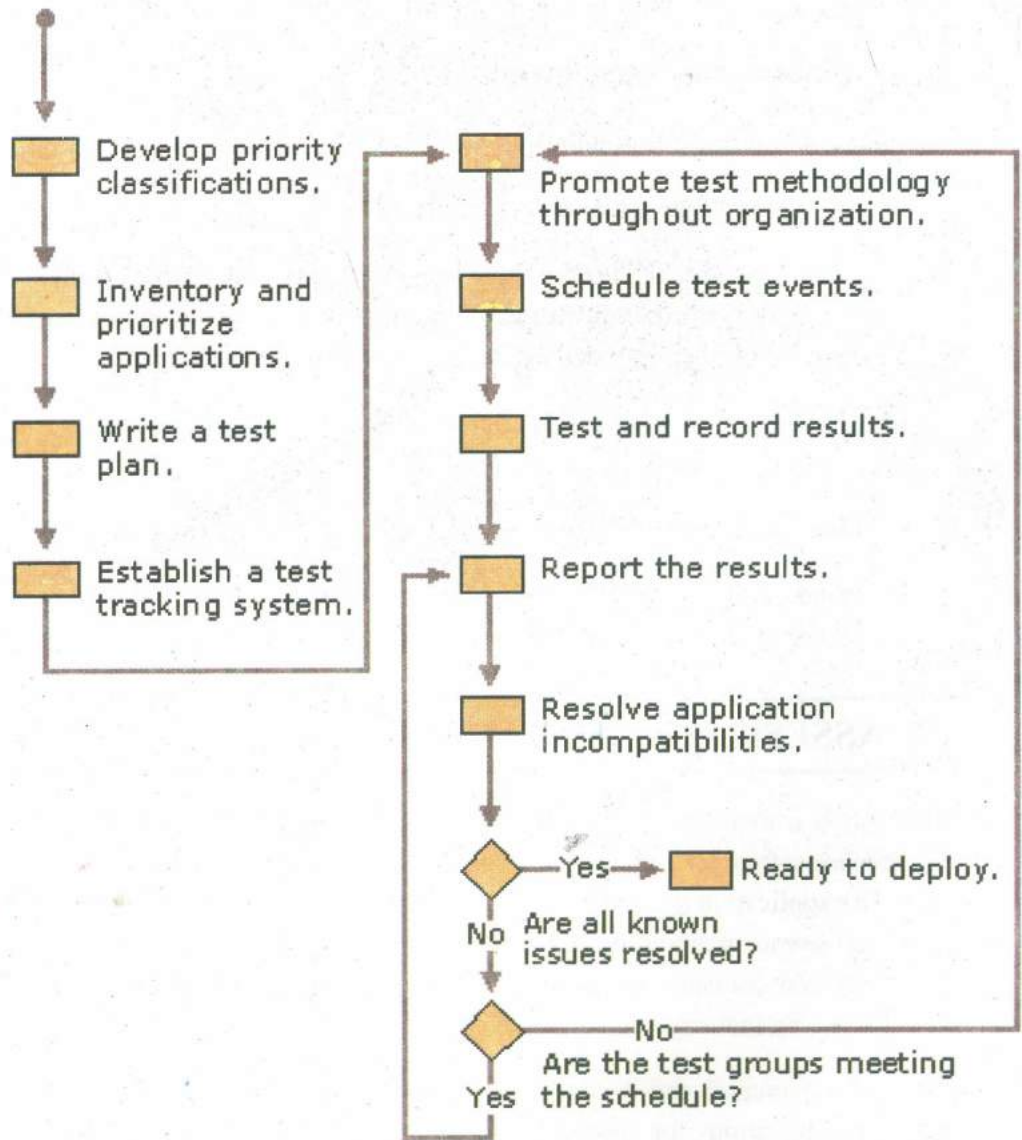 Develop priority
classifications.
Inventory and
prioritize
applications.
Write a test
plan.
Establish a test
tracking system.
Promote test methodology
throughout organization.
Schedule test events.
Test and record results.
Report the results.
Resolve application
incompatibilities.
Yes
Ready to deploy.
No
Are all known
issues resolved?
No
Are the test groups meeting
the schedule?
Yes